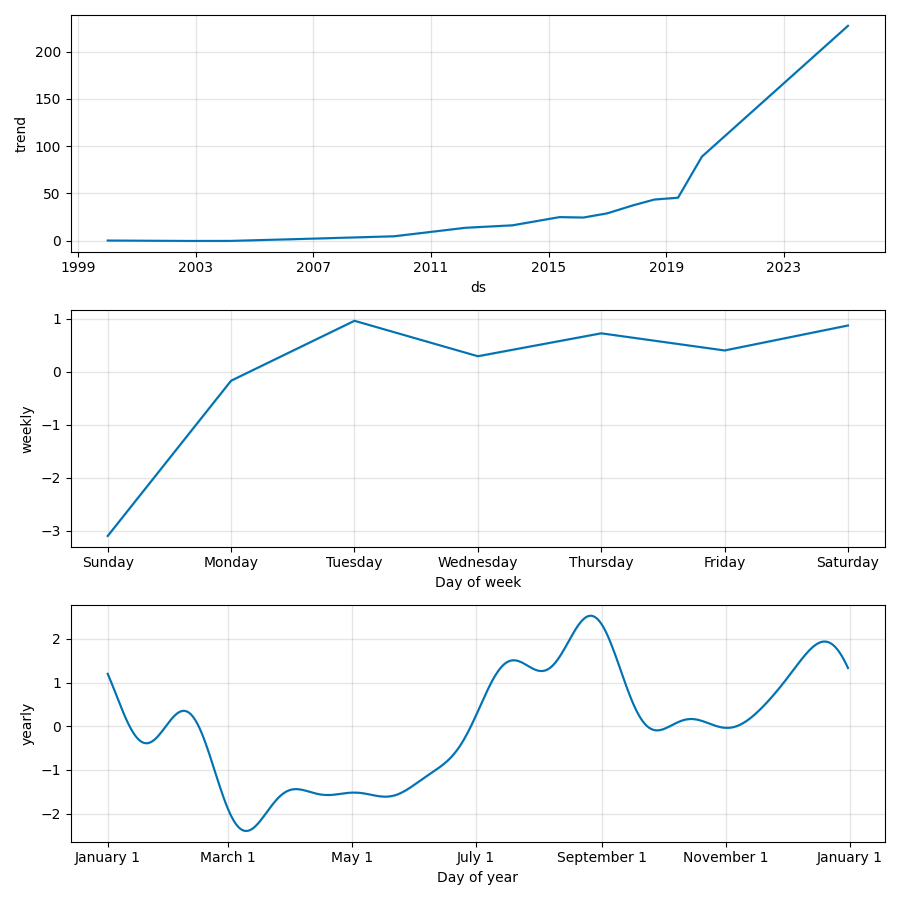 200
150
100
50
0
trend
1999 2003 2007 2011 2015 2019 2023
ds
1
0
−1
−2
−3
weekly
Sunday Monday Tuesday Wednesday Thursday Friday Saturday
Day of week
2
1
0
−1
−2
yearly
January 1 March 1 May 1 July 1 September 1 November 1 January 1
Day of year